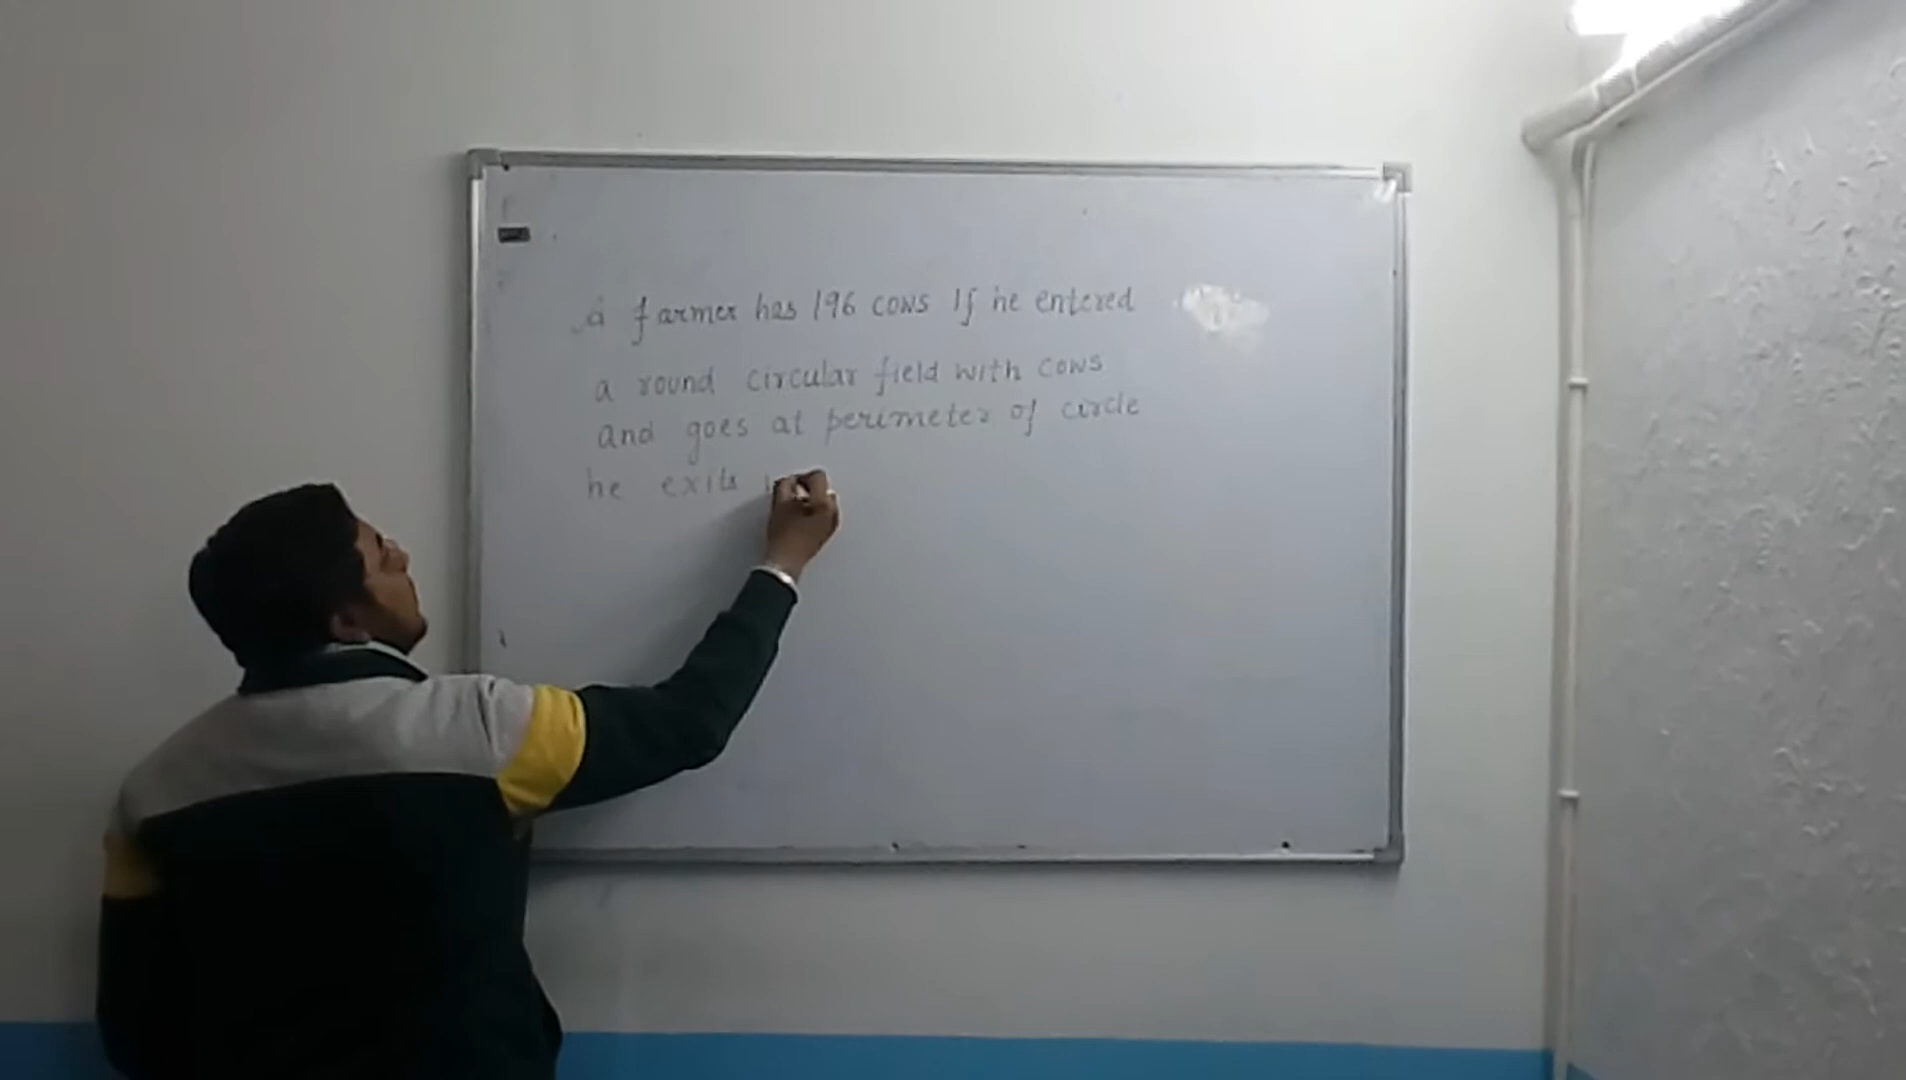 A farmer has 196 cows If he entered
a round circular field with cows
and goes at perimeter of circle
he exits